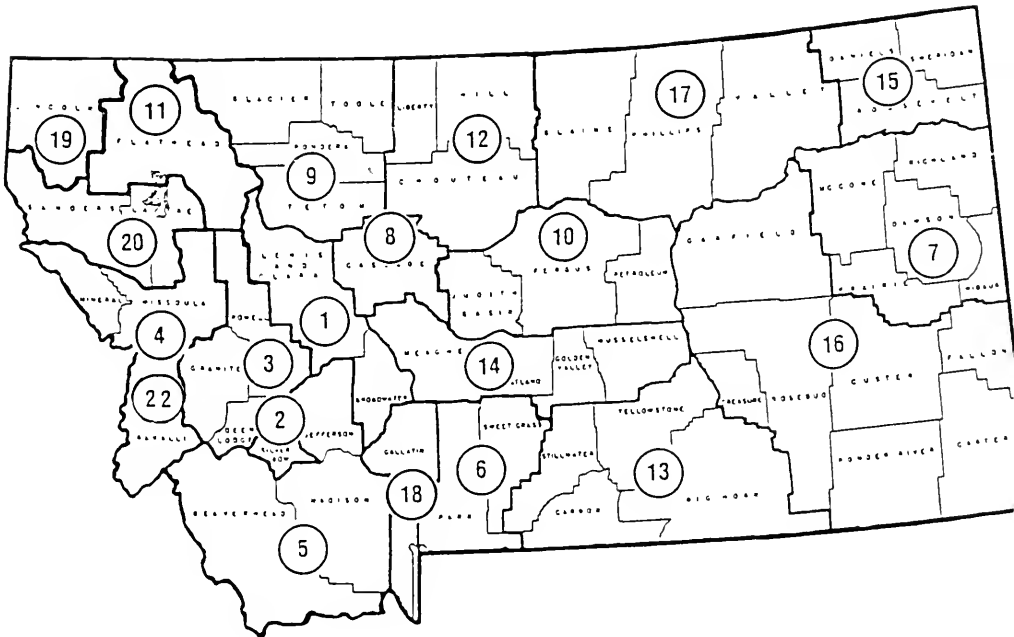 DANIELS
SHERIDAN
15
ROOSEVELT
17
11
GLACIER
TOOLE
LIBERTY
HILL
VALLEY
LINCOLN
19
FLATHEAD
12
BLAINE
PHILLIPS
PONDERA
9
CHOUTEAU
TETON
RICHLAND
MCCONE
SANDERS
LAKE
DAWSON
20
8
10
7
LEWIS
AND
CLARK
CASCADE
FERGUS
GARFIELD
PETROLEUM
PRAIRIE
WIBAUX
MINERAL
MISSOULA
JUDITH
BASIN
POWELL
1
4
3
MEAGHE
14
GOLDEN
VALLEY
MUSSELSHELL
16
FALLON
GRANITE
ATLAND
CUSTER
22
BROADWATER
TREASURE
ROSEBUD
2
DEER
LODGE
SILVER
BOW
JEFFERSON
SWEET GRASS
YELLOWSTONE
CARTER
RAVALLI
GALLATIN
STILLWATER
POWDER RIVER
6
13
18
MADISON
BIG HORN
BEAVERHEAD
PARK
CARBON
5